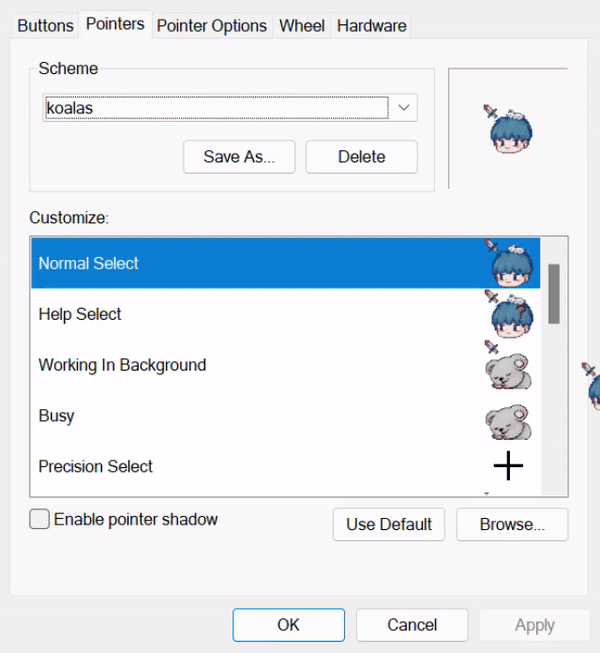 Buttons Pointers Pointer Options Wheel Hardware
Scheme
koalas
Save As... Delete
Customize:
Normal Select
Help Select
Working In Background
Busy
Precision Select
Enable pointer shadow
Use Default Browse...
OK Cancel Apply